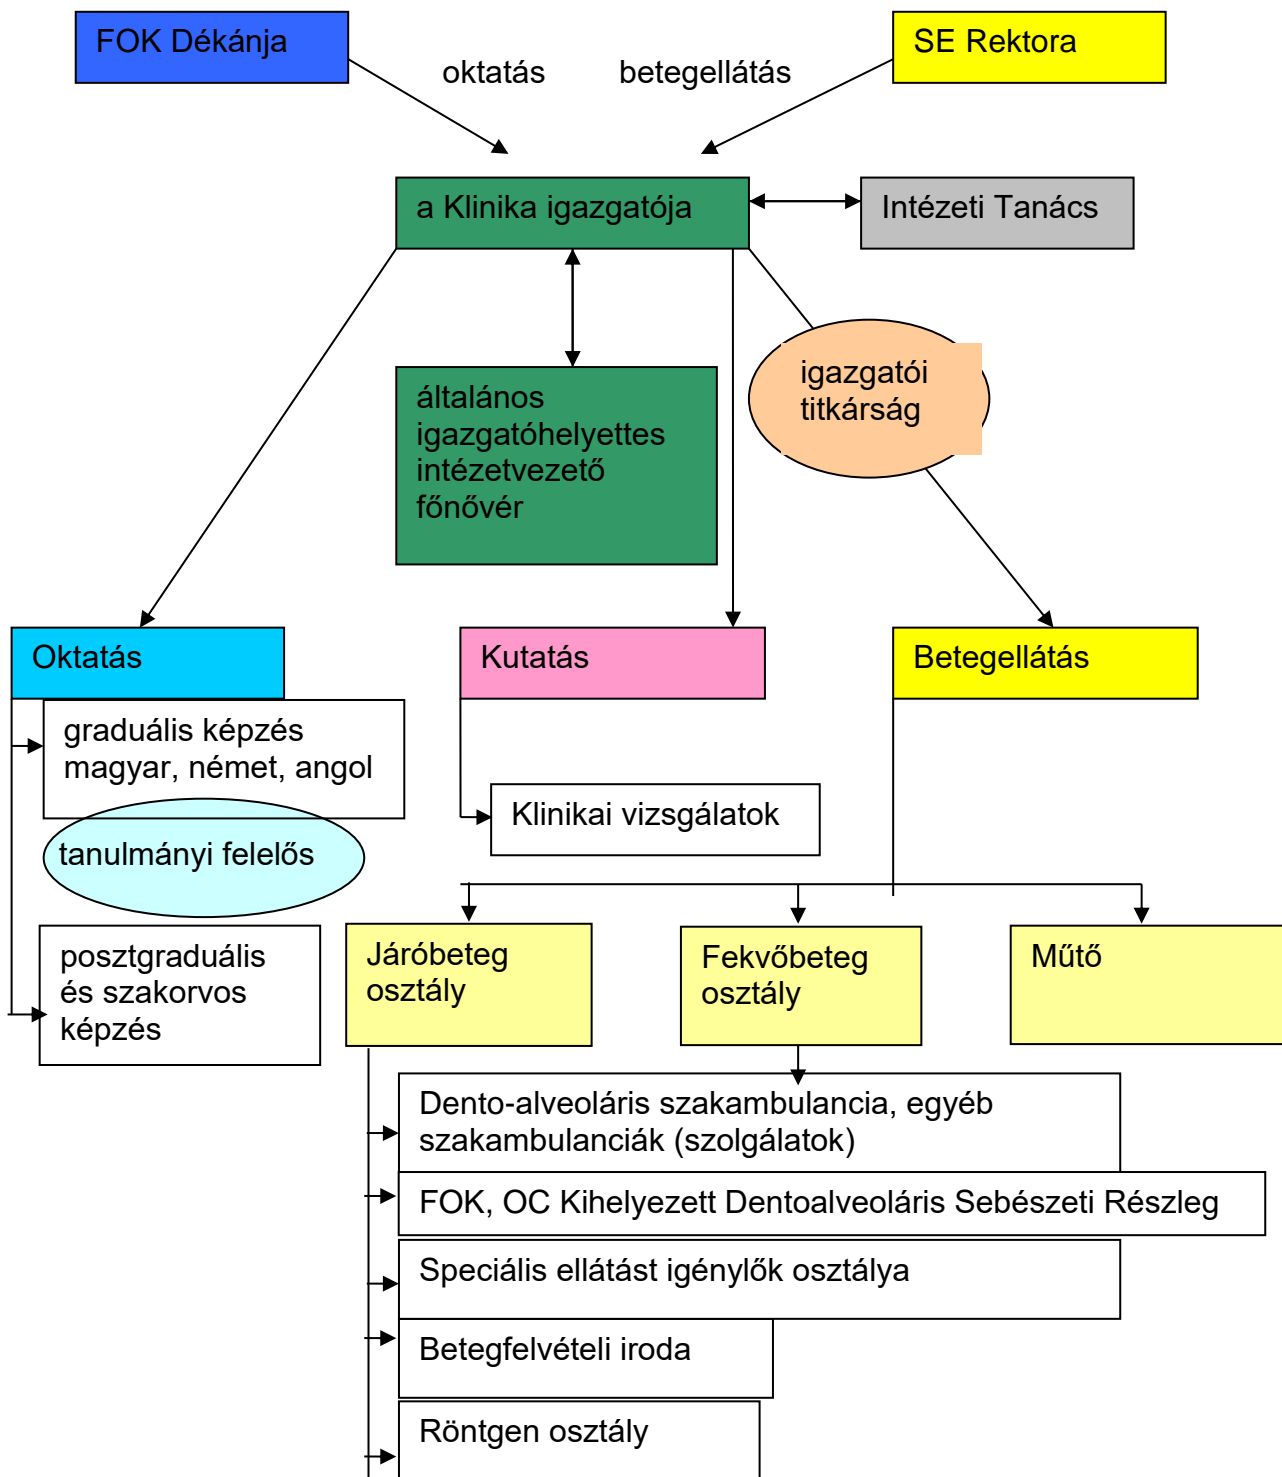 FOK Dékánja
SE Rektora
oktatás
betegellátás
a Klinika igazgatója
Intézeti Tanács
igazgatói
titkárság
általános
igazgatóhelyettes
intézetvezető
főnővér
Oktatás
Kutatás
Betegellátás
graduális képzés
magyar, német, angol
Klinikai vizsgálatok
tanulmányi felelős
posztgraduális
és szakorvos
képzés
Járóbeteg
osztály
Fekvőbeteg
osztály
Műtő
Dento-alveoláris szakambulancia, egyéb
szakambulanciák (szolgálatok)
FOK, OC Kihelyezett Dentoalveoláris Sebészeti Részleg
Speciális ellátást igénylők osztálya
Betegfelvételi iroda
Röntgen osztály